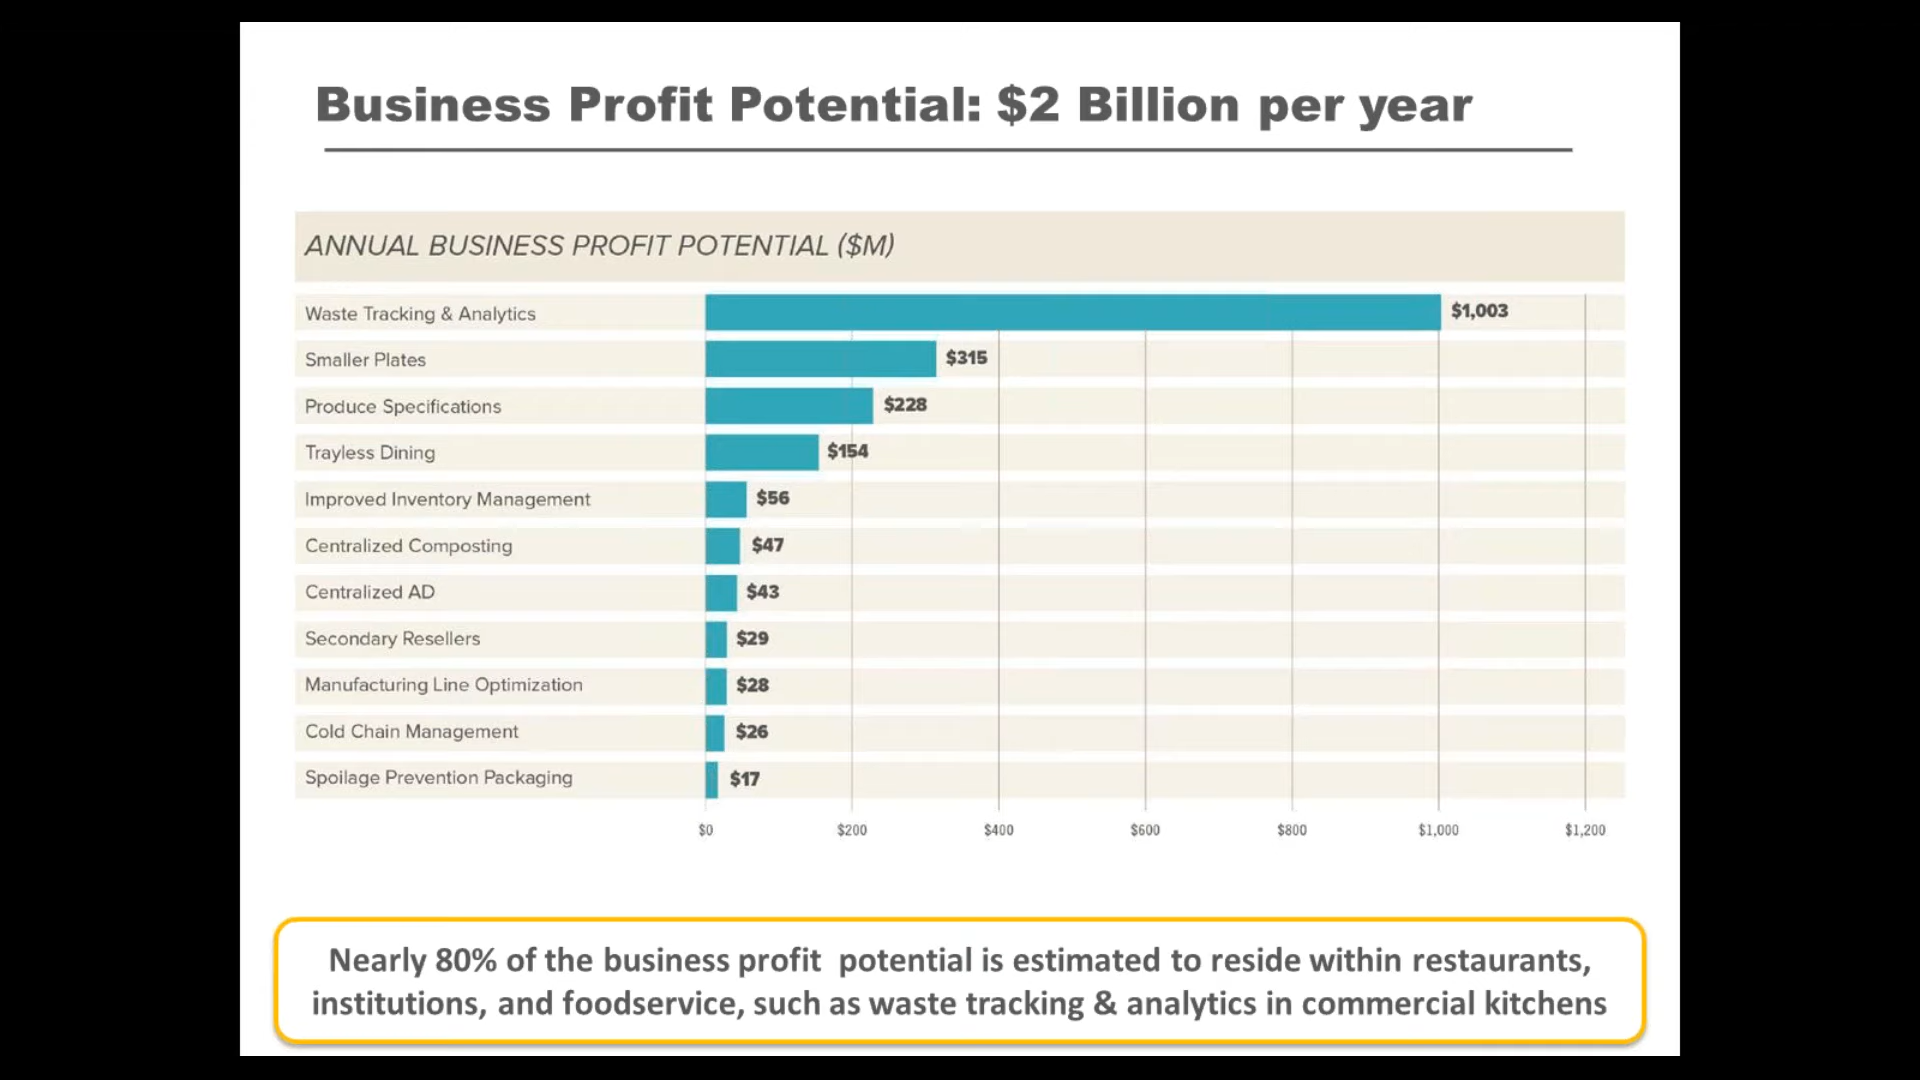 Business Profit Potential: $2 Billion per year
ANNUAL BUSINESS PROFIT POTENTIAL ($M)
Waste Tracking & Analytics $1,003
Smaller Plates $315
Produce Specifications $228
Trayless Dining $154
Improved Inventory Management $56
Centralized Composting $47
Centralized AD $43
Secondary Resellers $29
Manufacturing Line Optimization $28
Cold Chain Management $26
Spoilage Prevention Packaging $17
$0 $200 $400 $600 $800 $1,000 $1,200
Nearly 80% of the business profit potential is estimated to reside within restaurants,
institutions, and foodservice, such as waste tracking & analytics in commercial kitchens